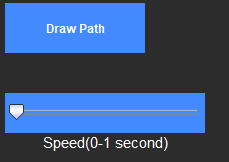 Draw Path
Speed(0-1 second)